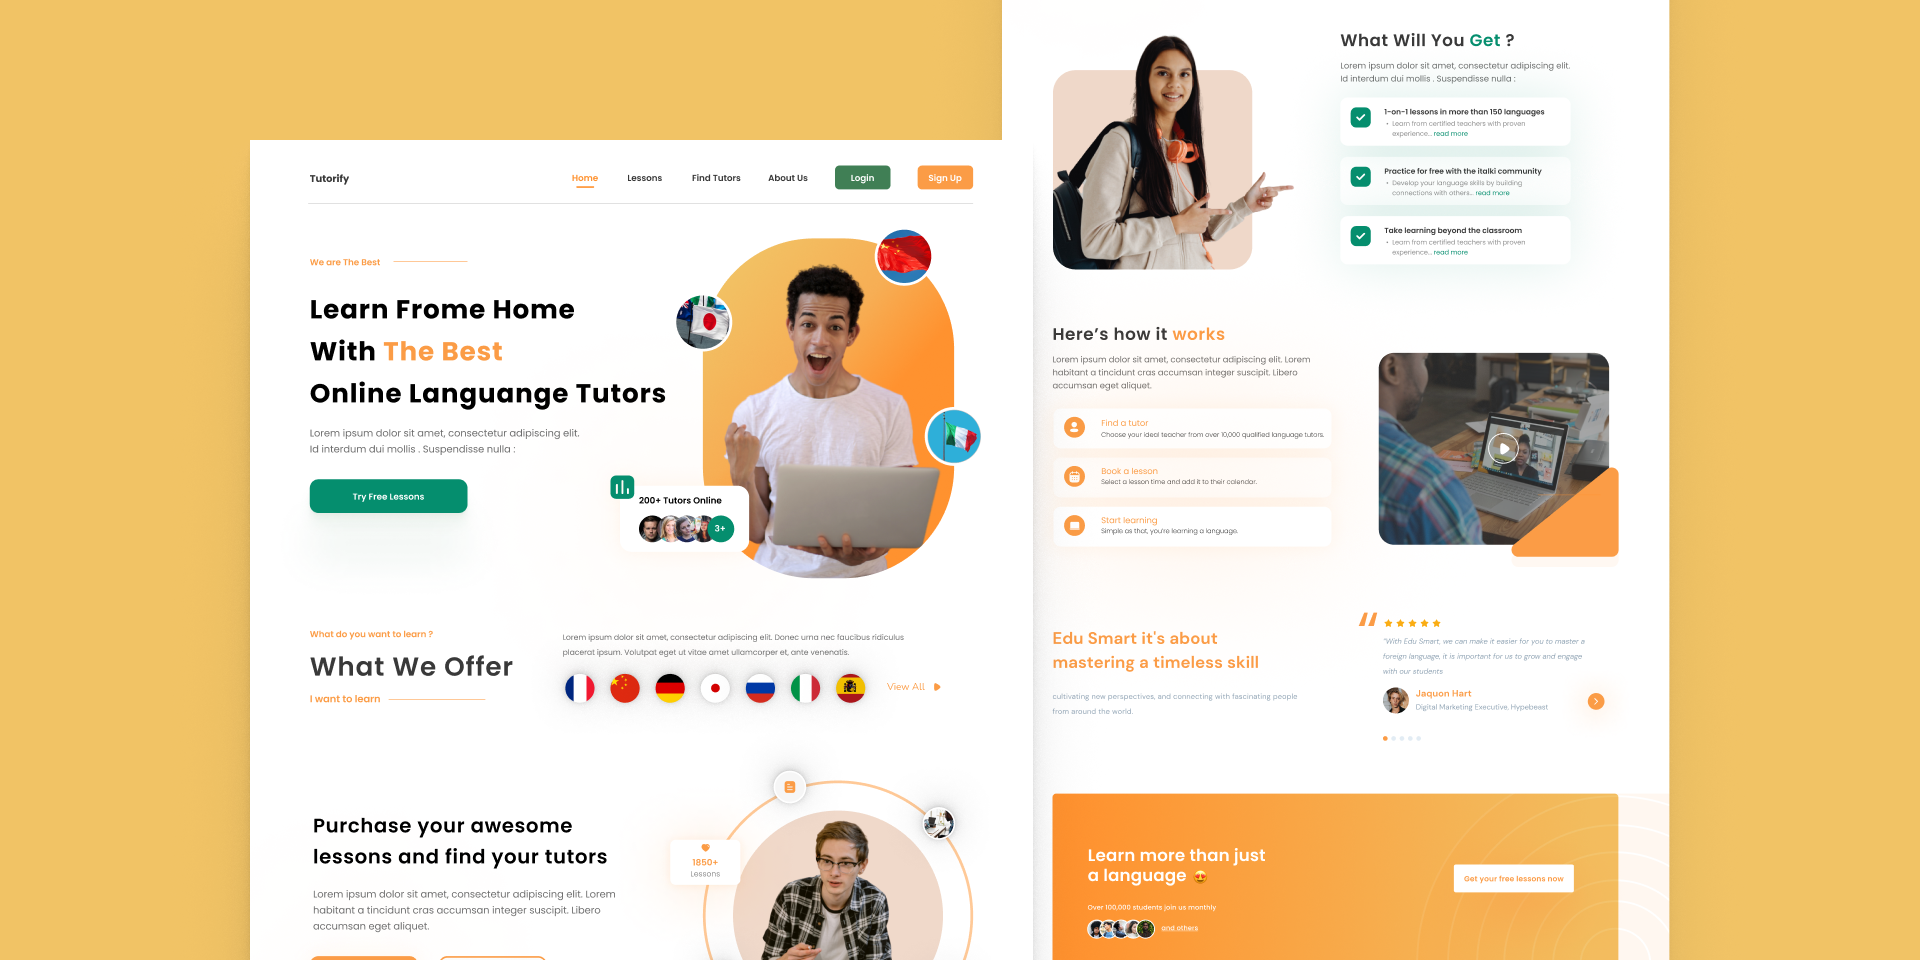 Tutorify
Home
Lessons
Find Tutors
About Us
Login
Sign Up
We are The Best
Learn Frome Home
With The Best
Online Languange Tutors
Lorem ipsum dolor sit amet, consectetur adipiscing elit.
Id interdum dui mollis . Suspendisse nulla :
Try Free Lessons
200+ Tutors Online
3+
What do you want to learn ?
What We Offer
I want to learn
Lorem ipsum dolor sit amet, consectetur adipiscing elit. Donec urna nec faucibus ridiculus
placerat ipsum. Volutpat eget ut vitae amet ullamcorper et, ante venenatis.
View All
Purchase your awesome
lessons and find your tutors
Lorem ipsum dolor sit amet, consectetur adipiscing elit. Lorem
habitant a tincidunt cras accumsan integer suscipit. Libero
accumsan eget aliquet.
1850+
Lessons
What Will You Get ?
Lorem ipsum dolor sit amet, consectetur adipiscing elit.
Id interdum dui mollis . Suspendisse nulla :
1-on-1 lessons in more than 150 languages
• Learn from certified teachers with proven
experience... read more
Practice for free with the italki community
• Develop your language skills by building
connections with others... read more
Take learning beyond the classroom
• Learn from certified teachers with proven
experience... read more
Here's how it works
Lorem ipsum dolor sit amet, consectetur adipiscing elit. Lorem
habitant a tincidunt cras accumsan integer suscipit. Libero
accumsan eget aliquet.
Find a tutor
Choose your ideal teacher from over 10,000 qualified language tutors.
Book a lesson
Select a lesson time and add it to their calendar.
Start learning
Simple as that, you're learning a language.
Edu Smart it's about
mastering a timeless skill
cultivating new perspectives, and connecting with fascinating people
from around the world.
"With Edu Smart, we can make it easier for you to master a
foreign language, it is important for us to grow and engage
with our students
Jaquon Hart
Digital Marketing Executive, Hypebeast
Learn more than just
a language 😍
Over 100,000 students join us monthly
and others
Get your free lessons now